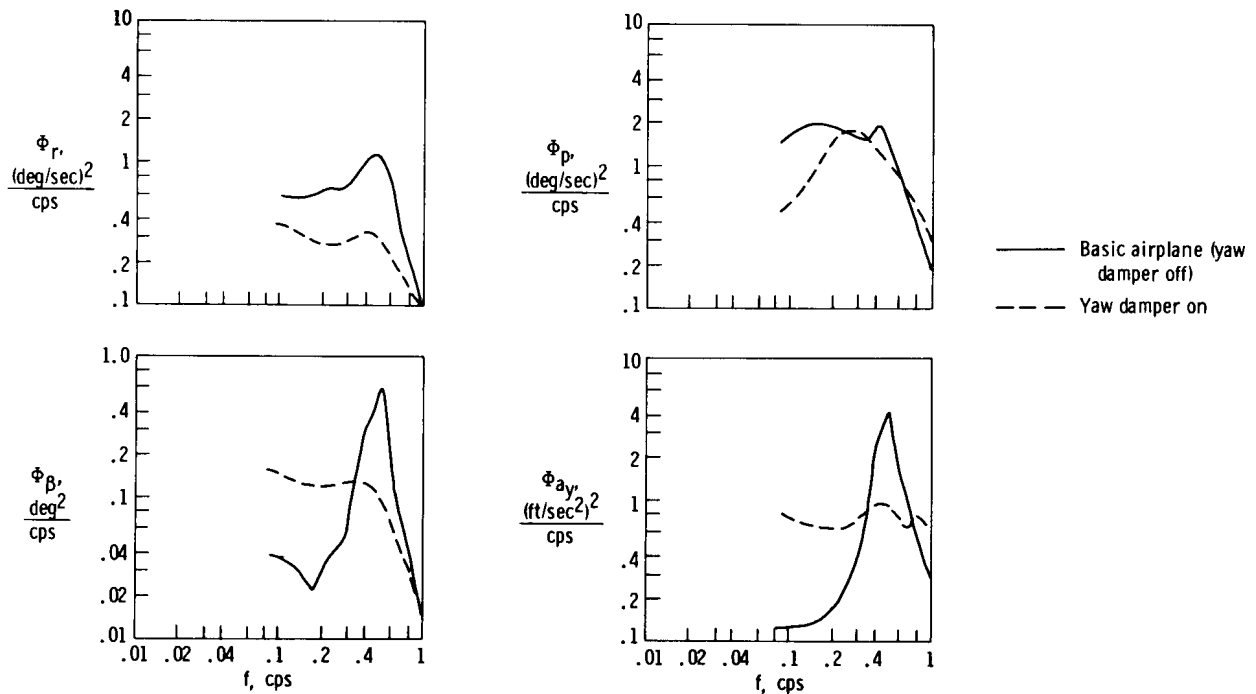 10
4
2
1
.4
.2
.1
Φr,
(deg/sec)2
cps
10
4
2
1
.4
.2
.1
Φp,
(deg/sec)2
cps
Basic airplane (yaw
damper off)
Yaw damper on
1.0
.4
.2
.1
.04
.02
.01
Φβ,
deg2
cps
.01 .02 .04 .1 .2 .4 1
f, cps
10
4
2
1
.4
.2
.1
Φay,
(ft/sec2)2
cps
.01 .02 .04 .1 .2 .4 1
f, cps